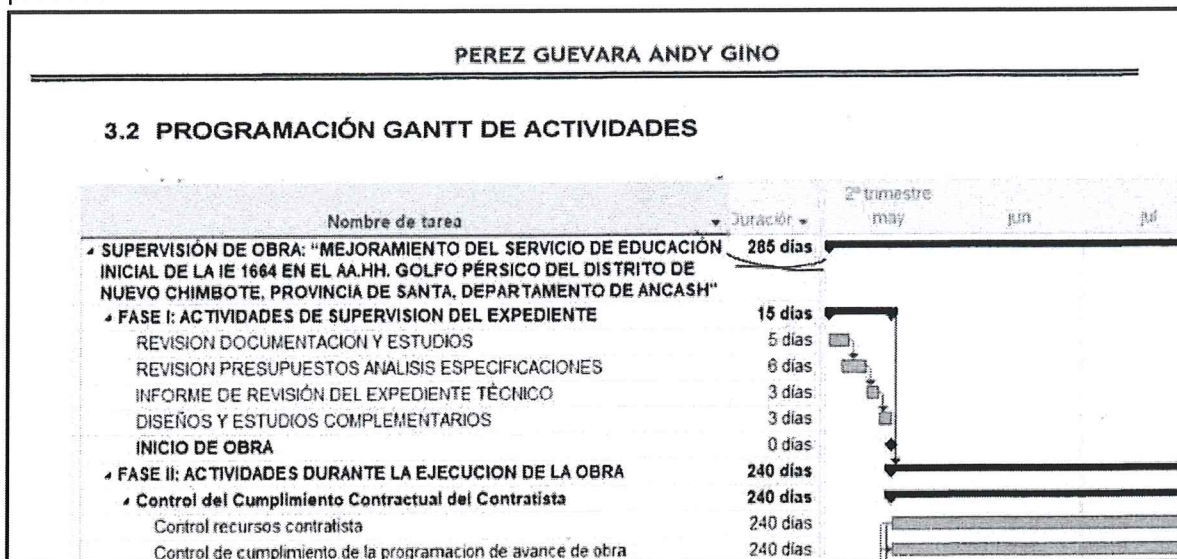 PEREZ GUEVARA ANDY GINO
3.2 PROGRAMACIÓN GANTT DE ACTIVIDADES
2º trimestre
Nombre de tarea Duración may jun jul
SUPERVISIÓN DE OBRA: “MEJORAMIENTO DEL SERVICIO DE EDUCACIÓN 285 días
INICIAL DE LA IE 1664 EN EL AA.HH. GOLFO PÉRSICO DEL DISTRITO DE
NUEVO CHIMBOTE, PROVINCIA DE SANTA, DEPARTAMENTO DE ANCASH"
FASE I: ACTIVIDADES DE SUPERVISION DEL EXPEDIENTE 15 días
REVISION DOCUMENTACION Y ESTUDIOS 5 días
REVISION PRESUPUESTOS ANALISIS ESPECIFICACIONES 6 días
INFORME DE REVISIÓN DEL EXPEDIENTE TÉCNICO 3 días
DISEÑOS Y ESTUDIOS COMPLEMENTARIOS 3 días
INICIO DE OBRA 0 días
FASE II: ACTIVIDADES DURANTE LA EJECUCION DE LA OBRA 240 días
Control del Cumplimiento Contractual del Contratista 240 días
Control recursos contratista 240 días
Control de cumplimiento de la programacion de avance de obra 240 días